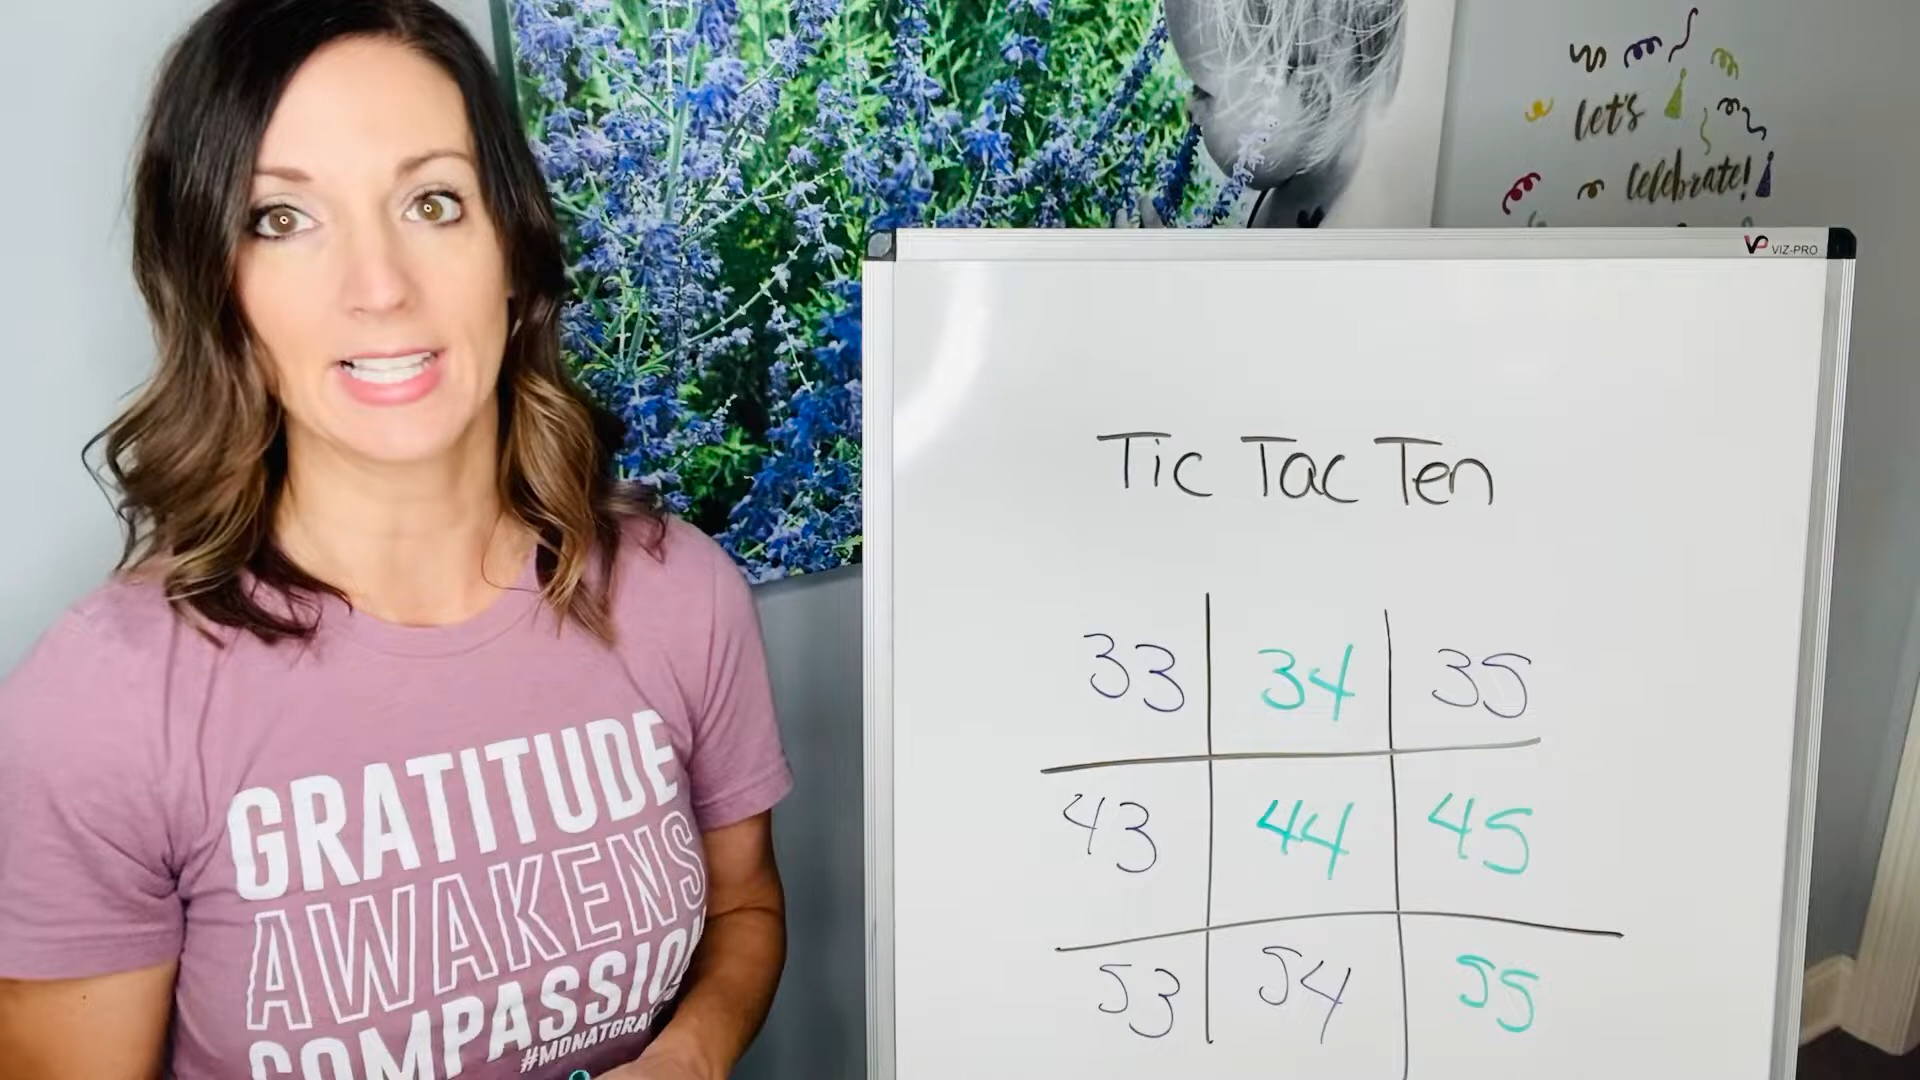 let's
celebrate!
VP VIZ-PRO
Tic Tac Ten
33 34 35
43 44 45
53 54 55
GRATITUDE
AWAKENS
COMPASSIO
#MONATGRA